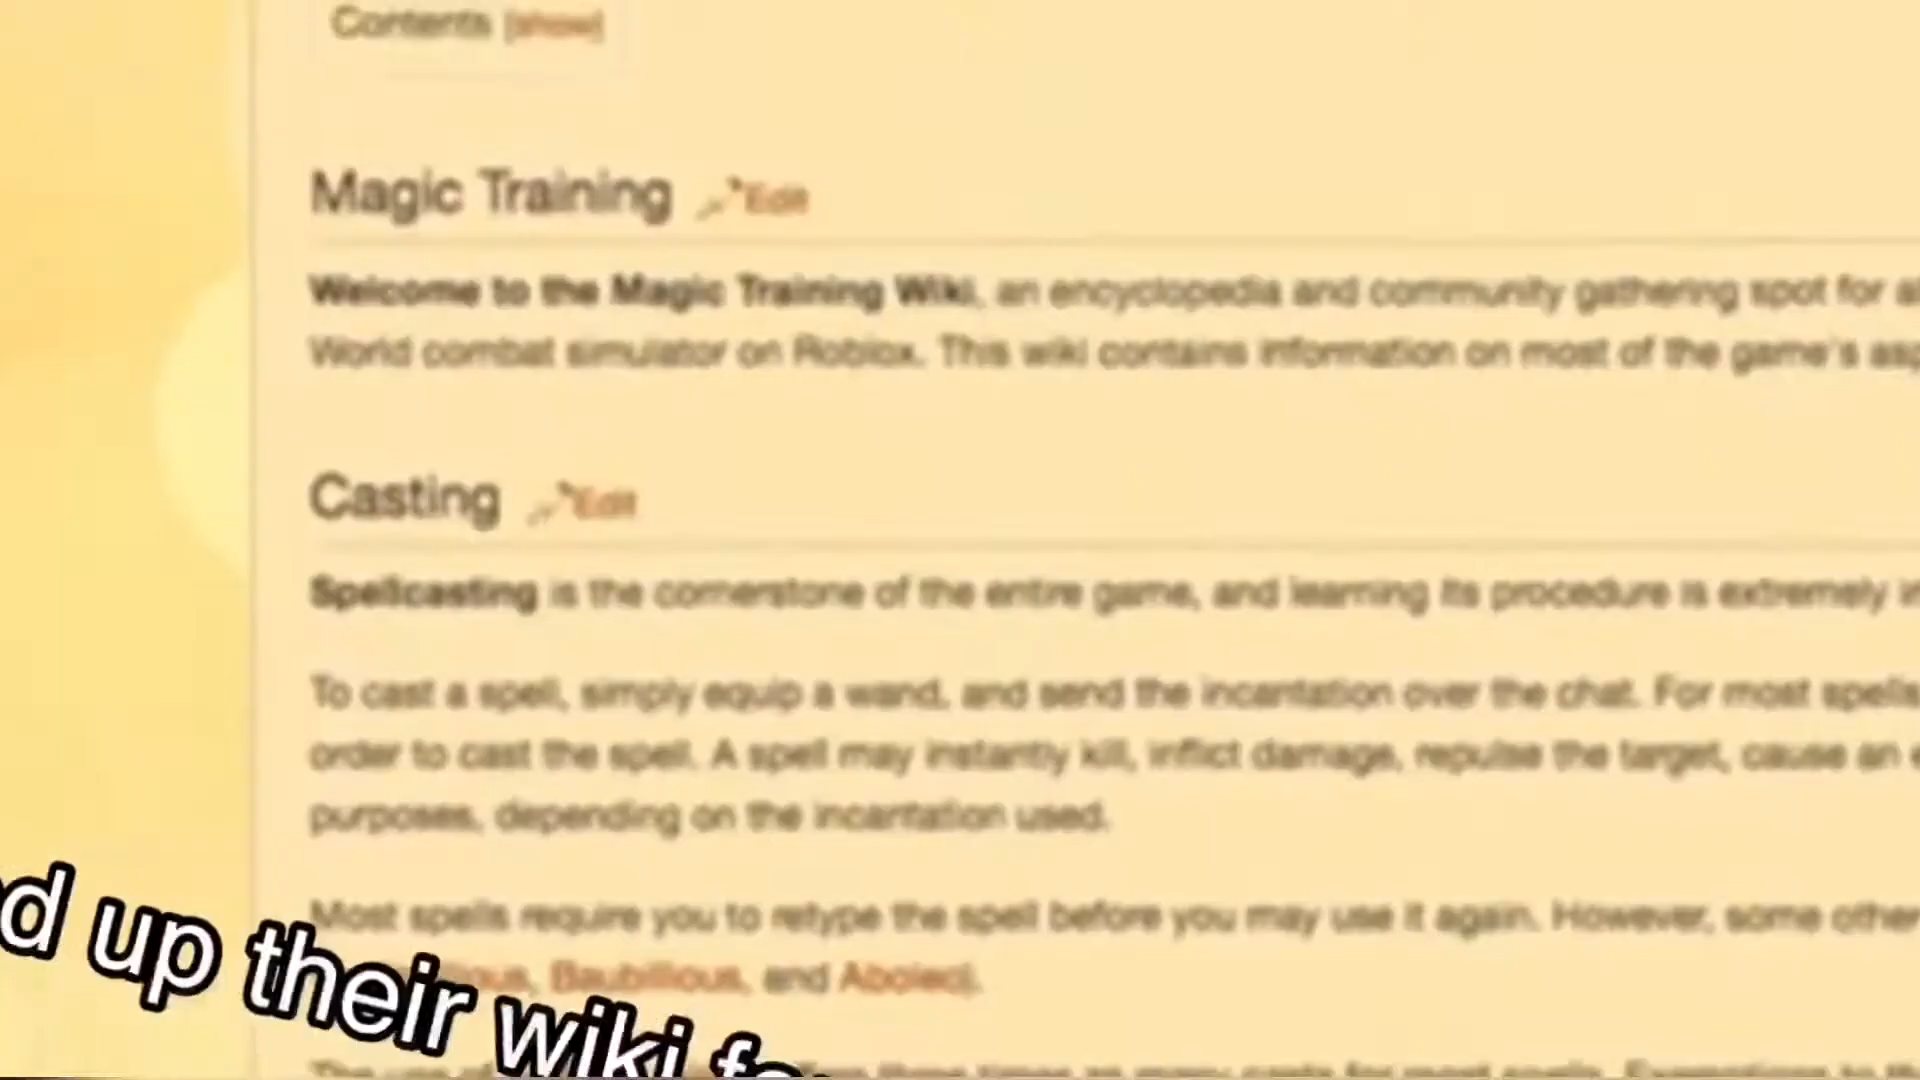 Contents [show]
Magic Training Edit
Welcome to the Magic Training Wiki, an encyclopedia and community gathering spot for
World combat simulator on Roblox. This wiki contains information on most of the game's
Casting Edit
Spellcasting is the cornerstone of the entire game, and learning its procedure is extremely
To cast a spell, simply equip a wand, and send the incantation over the chat. For most spells
order to cast the spell. A spell may instantly kill, inflict damage, repulse the target, cause an
purposes, depending on the incantation used.
Most spells require you to retype the spell before you may use it again. However, some other
Baubillious, and Aboleo).
up their wiki